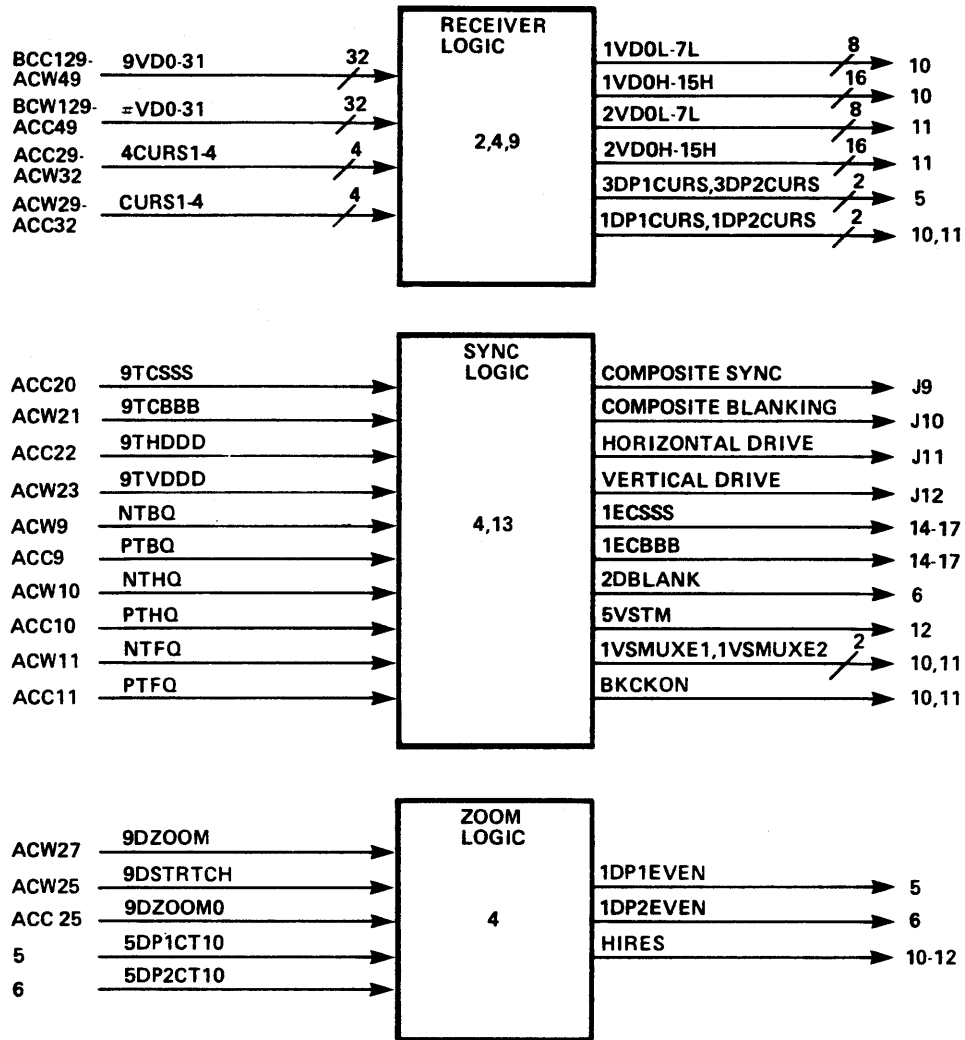 RECEIVER
LOGIC
2,4,9
BCC129-
ACW49
9VD0-31
32
BCW129-
ACC49
=VD0-31
32
ACC29-
ACW32
4CURS1-4
4
ACW29-
ACC32
CURS1-4
4
1VD0L-7L
8
10
1VD0H-15H
16
10
2VD0L-7L
8
11
2VD0H-15H
16
11
3DP1CURS,3DP2CURS
2
5
1DP1CURS,1DP2CURS
2
10,11
SYNC
LOGIC
4,13
ACC20
9TCSSS
ACW21
9TCBBB
ACC22
9THDDD
ACW23
9TVDDD
ACW9
NTBQ
ACC9
PTBQ
ACW10
NTHQ
ACC10
PTHQ
ACW11
NTFQ
ACC11
PTFQ
COMPOSITE SYNC
J9
COMPOSITE BLANKING
J10
HORIZONTAL DRIVE
J11
VERTICAL DRIVE
J12
1ECSSS
14-17
1ECBBB
14-17
2DBLANK
6
5VSTM
12
1VSMUXE1,1VSMUXE2
2
10,11
BKCKON
10,11
ZOOM
LOGIC
4
ACW27
9DZOOM
ACW25
9DSTRTCH
ACC 25
9DZOOM0
5
5DP1CT10
6
5DP2CT10
1DP1EVEN
5
1DP2EVEN
6
HIRES
10-12